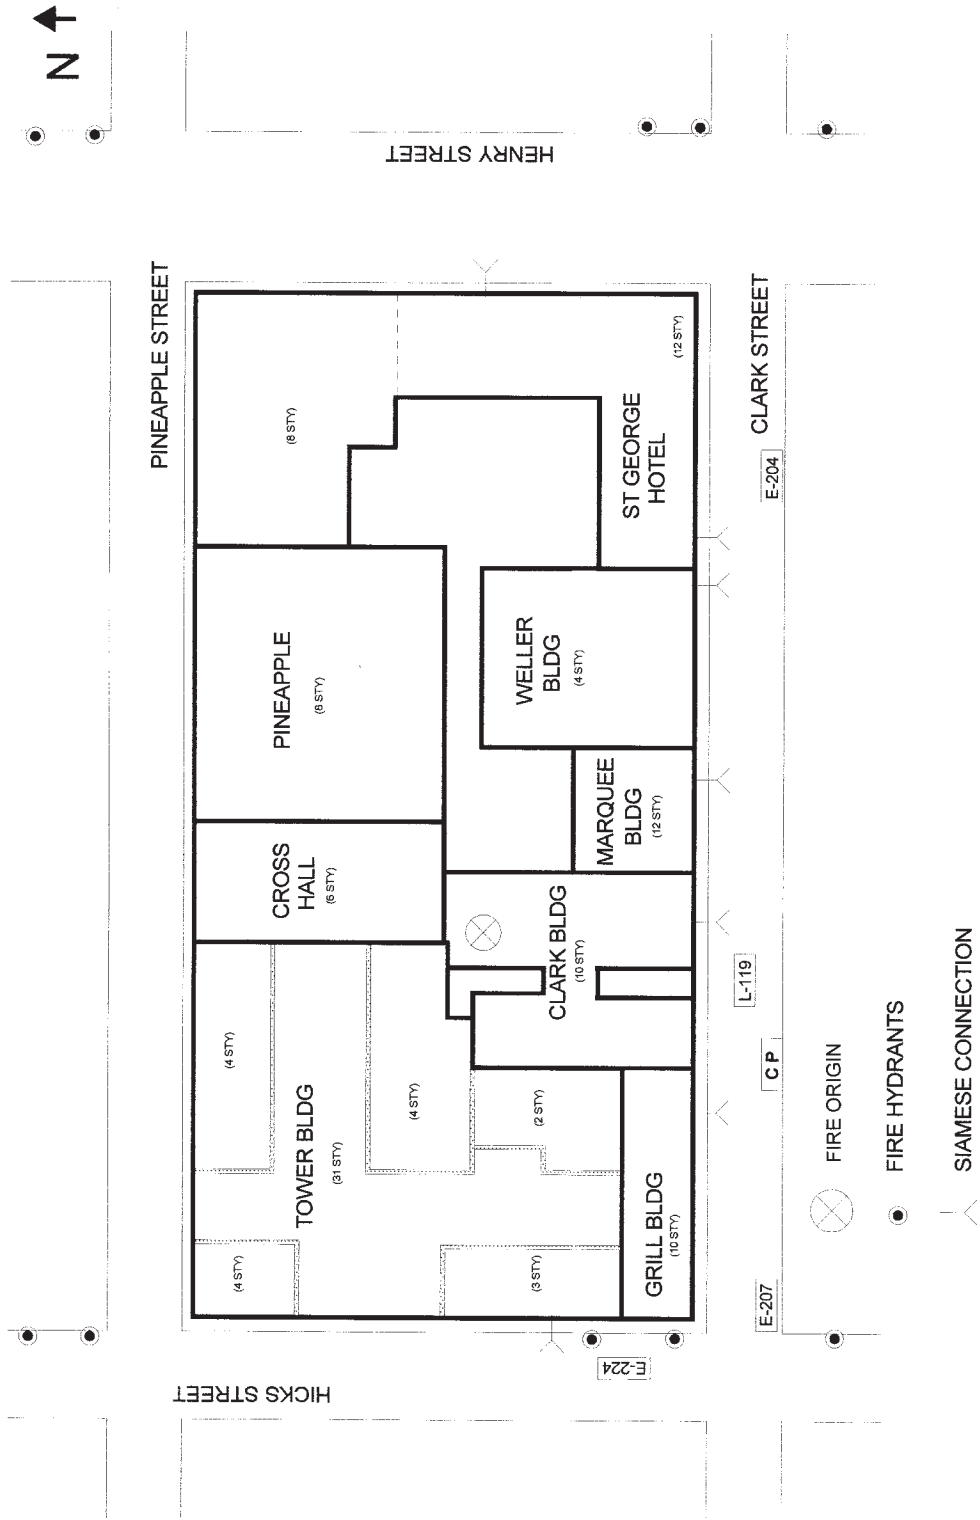 N
PINEAPPLE STREET
HICKS STREET
HENRY STREET
(4 STY)
(4 STY)
TOWER BLDG
(31 STY)
(4 STY)
(3 STY)
(2 STY)
CROSS
HALL
(6 STY)
PINEAPPLE
(6 STY)
(8 STY)
GRILL BLDG
(10 STY)
CLARK BLDG
(10 STY)
MARQUEE
BLDG
(12 STY)
WELLER
BLDG
(4 STY)
ST GEORGE
HOTEL
(12 STY)
E-224
E-207
C P
L-119
E-204
CLARK STREET
FIRE ORIGIN
FIRE HYDRANTS
SIAMESE CONNECTION